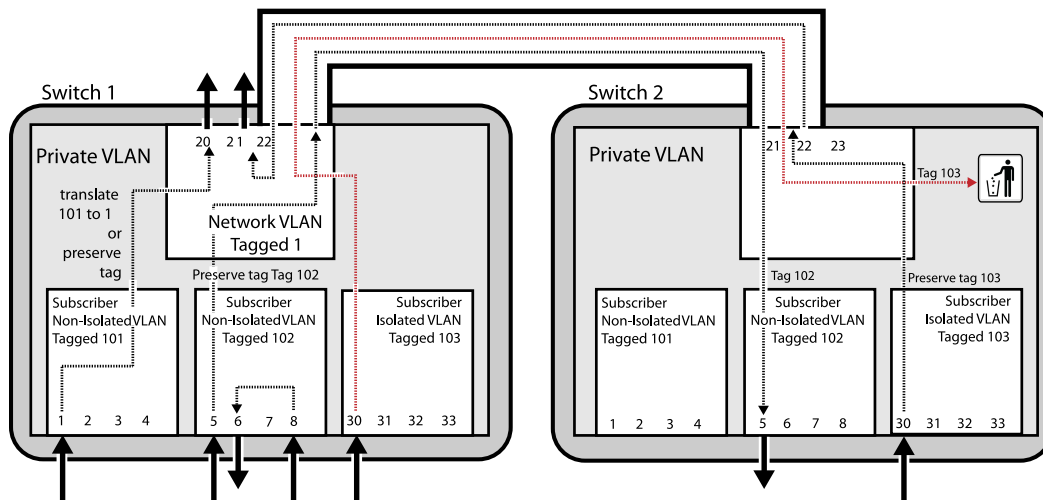 Switch 1
20 21 22
Private VLAN
translate
101 to 1
or
preserve
tag
Network VLAN
Tagged 1
Preserve tag Tag 102
Subscriber
Non-IsolatedVLAN
Tagged 101
1 2 3 4
Subscriber
Non-IsolatedVLAN
Tagged 102
5 6 7 8
Subscriber
Isolated VLAN
Tagged 103
30 31 32 33
Switch 2
21 22 23
Private VLAN
Tag 103
Tag 102
Preserve tag 103
Subscriber
Non-IsolatedVLAN
Tagged 101
1 2 3 4
Subscriber
Non-IsolatedVLAN
Tagged 102
5 6 7 8
Subscriber
Isolated VLAN
Tagged 103
30 31 32 33